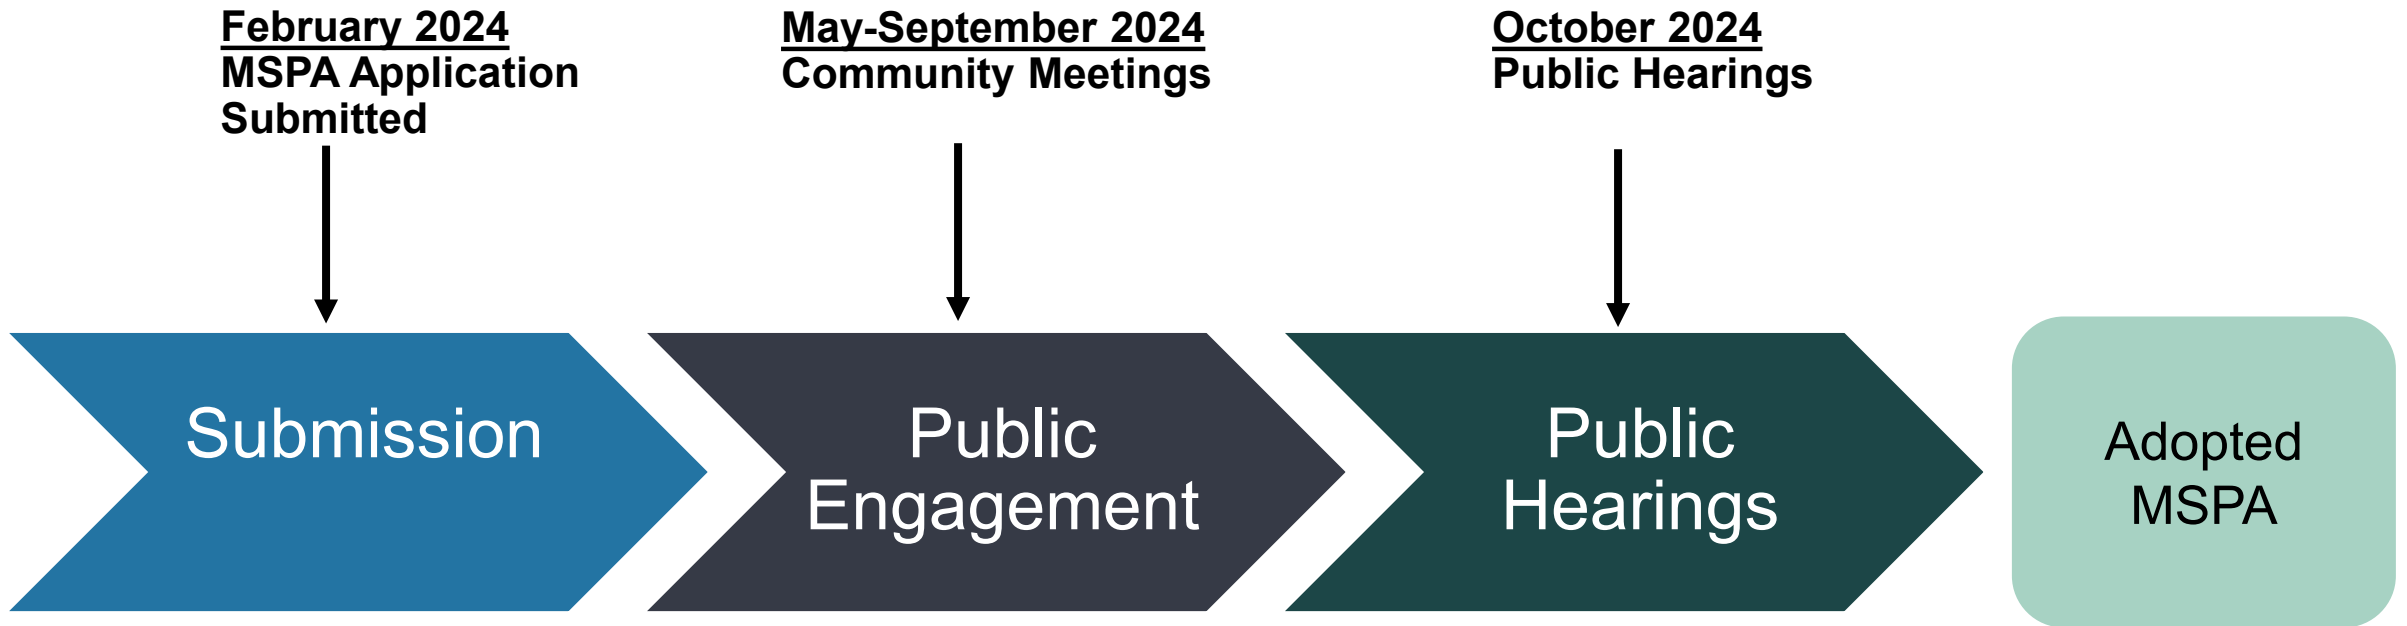 February 2024
MSPA Application
Submitted
May-September 2024
Community Meetings
October 2024
Public Hearings
Submission
Public
Engagement
Public
Hearings
Adopted
MSPA